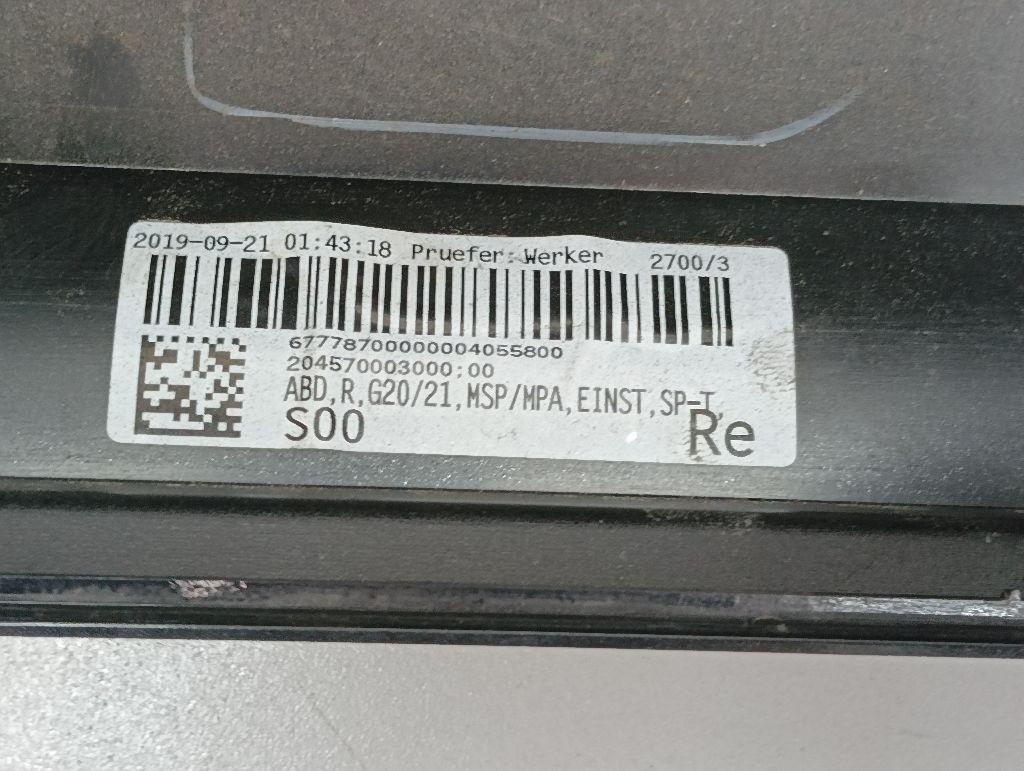 2019-09-21 01:43:18 Pruefer: Werker 2700/3
67778700000004055800
204570003000;00
ABD,R,G20/21,MSP/MPA,EINST,SP-T,
S00
Re